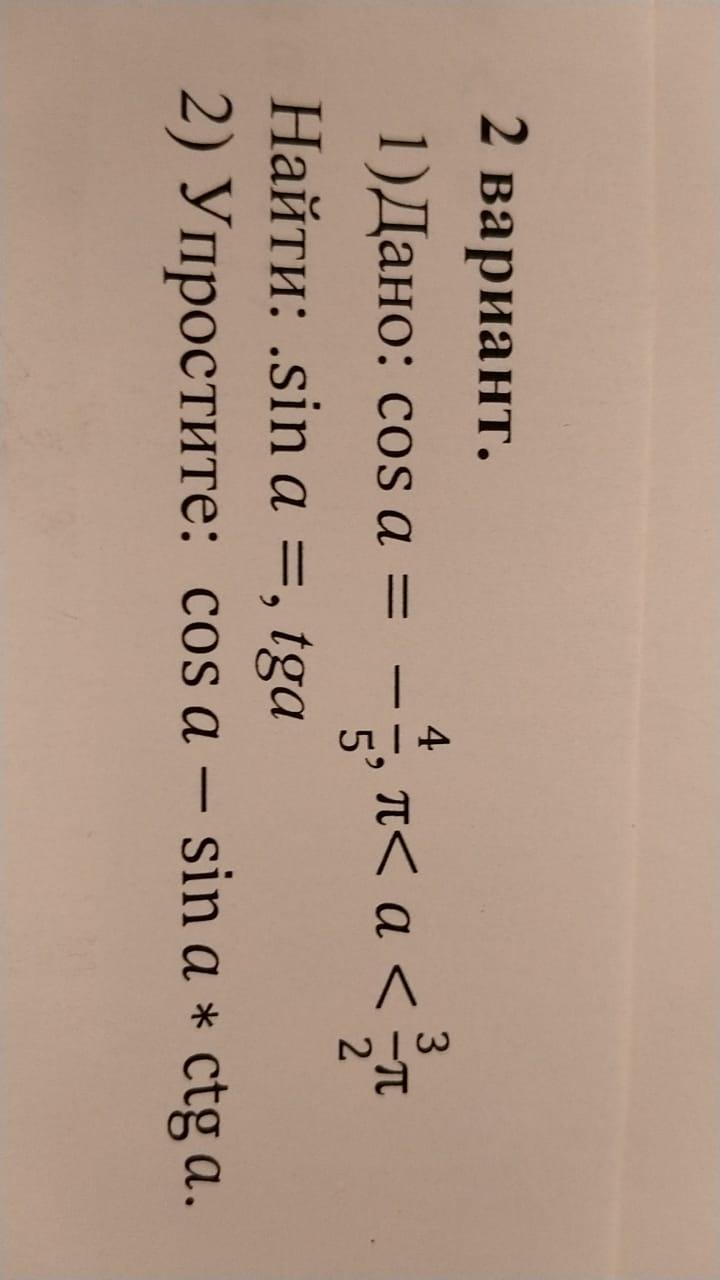 2 вариант.
1)Дано: cos a = −4/5, π< a < 3/2π
Найти: .sin a =, tga
2) Упростите: cos a − sin a * ctg a.